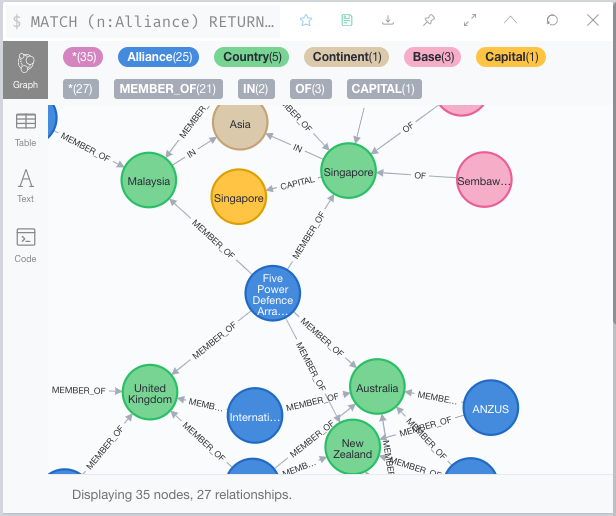 $ MATCH (n:Alliance) RETURN…
Graph
Table
Text
Code
*(35)
Alliance(25)
Country(5)
Continent(1)
Base(3)
Capital(1)
*(27)
MEMBER_OF(21)
IN(2)
OF(3)
CAPITAL(1)
MEMBER_OF
MEMBER_
BER_OF
OF
Asia
IN
IN
Malaysia
Singapore
CAPITAL
Singapore
OF
Sembaw…
MEMBER_OF
MEMBER_OF
Five
Power
Defence
Arra…
MEMBER_OF
MEMBER_OF
MEMBER_OF
MEMBER_OF
United
Kingdom
MEMB…
Internati…
MEMBER_OF
Australia
MEMBE…
ANZUS
MEMBER_OF
New
Zealand
MEMBER_OF
MEMBER_OF
MEMBER_OF
MEMB…
MEMBER_OF
MEMBER_OF
MEMBER
Displaying 35 nodes, 27 relationships.